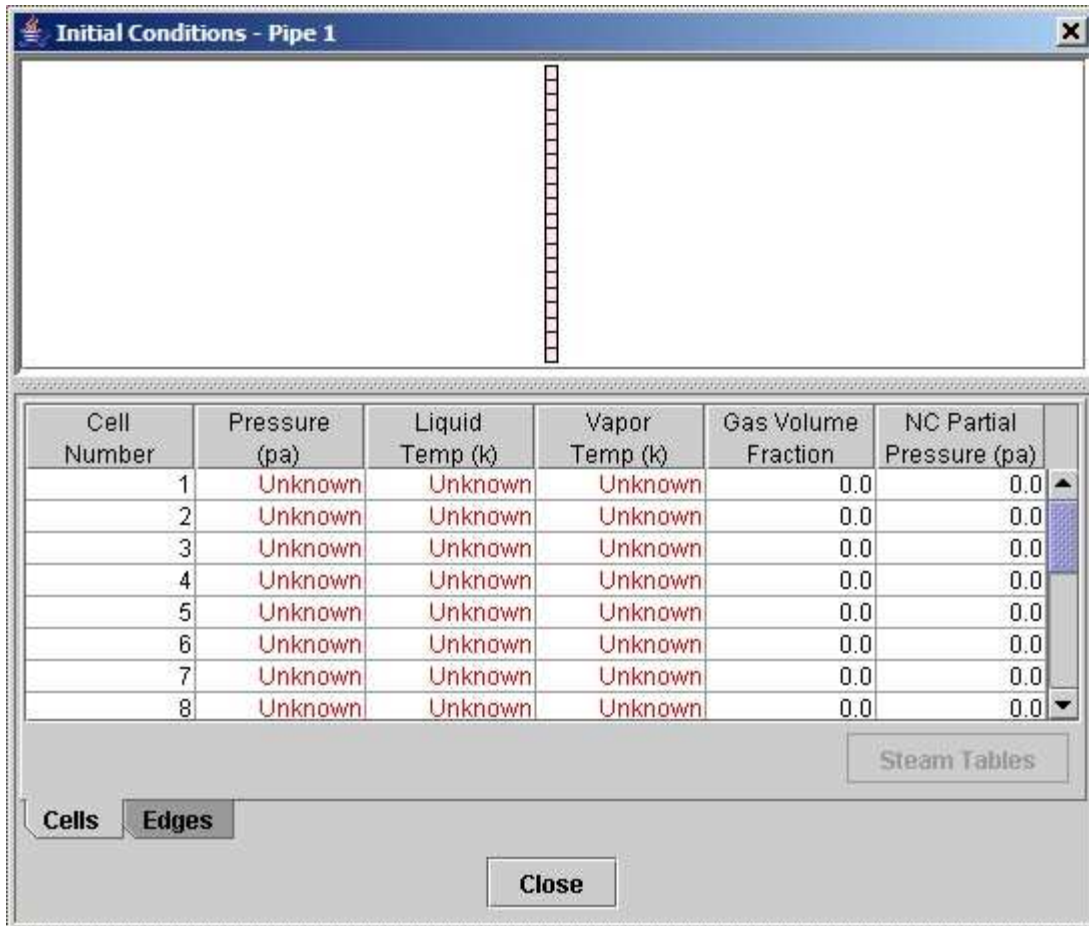 Initial Conditions - Pipe 1
Cell Number Pressure (pa) Liquid Temp (k) Vapor Temp (k) Gas Volume Fraction NC Partial Pressure (pa)
1 Unknown Unknown Unknown 0.0 0.0
2 Unknown Unknown Unknown 0.0 0.0
3 Unknown Unknown Unknown 0.0 0.0
4 Unknown Unknown Unknown 0.0 0.0
5 Unknown Unknown Unknown 0.0 0.0
6 Unknown Unknown Unknown 0.0 0.0
7 Unknown Unknown Unknown 0.0 0.0
8 Unknown Unknown Unknown 0.0 0.0
Steam Tables
Cells Edges
Close